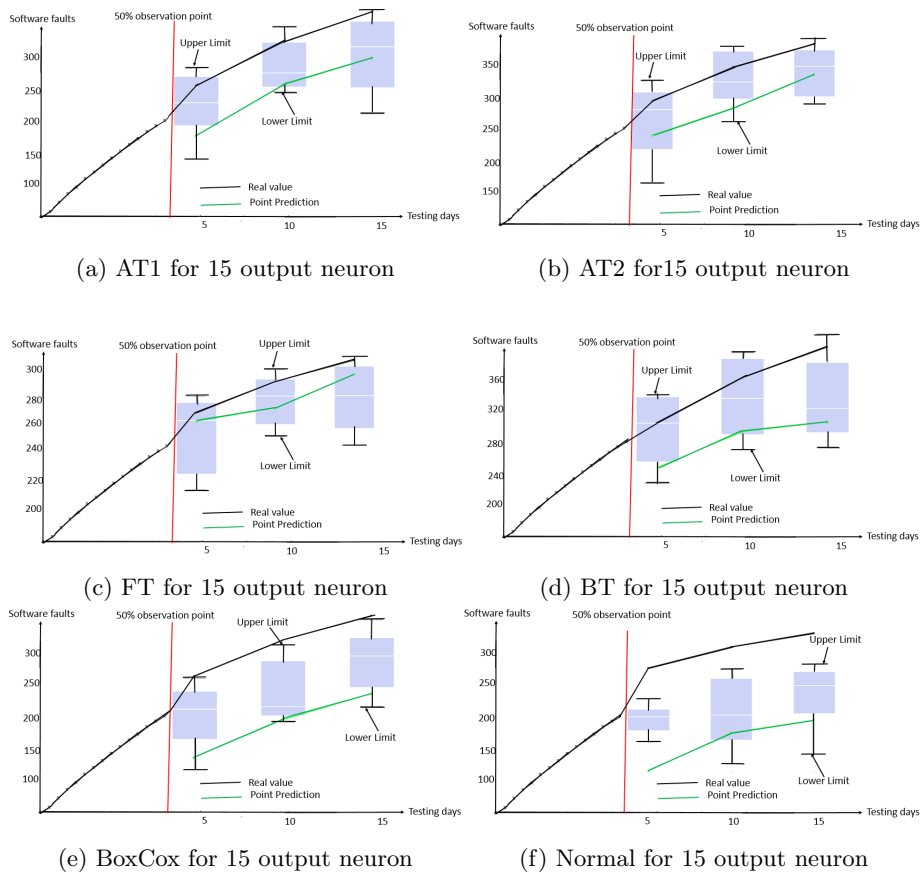 Software faults
50% observation point
Upper Limit
300
250
200
150
100
Lower Limit
Real value
Point Prediction
5
10
15
Testing days
(a) AT1 for 15 output neuron
Software faults
50% observation point
Upper Limit
350
300
250
200
150
Lower Limit
Real value
Point Prediction
5
10
15
Testing days
(b) AT2 for15 output neuron
Software faults
50% observation point
Upper Limit
300
280
260
240
220
200
Lower Limit
Real value
Point Prediction
5
10
15
Testing days
(c) FT for 15 output neuron
Software faults
50% observation point
Upper Limit
360
320
280
240
200
Lower Limit
Real value
Point Prediction
5
10
15
Testing days
(d) BT for 15 output neuron
Software faults
50% observation point
Upper Limit
300
250
200
150
100
Lower Limit
Real value
Point Prediction
5
10
15
Testing days
(e) BoxCox for 15 output neuron
Software faults
50% observation point
Upper Limit
300
250
200
150
100
Lower Limit
Real value
Point Prediction
5
10
15
Testing days
(f) Normal for 15 output neuron